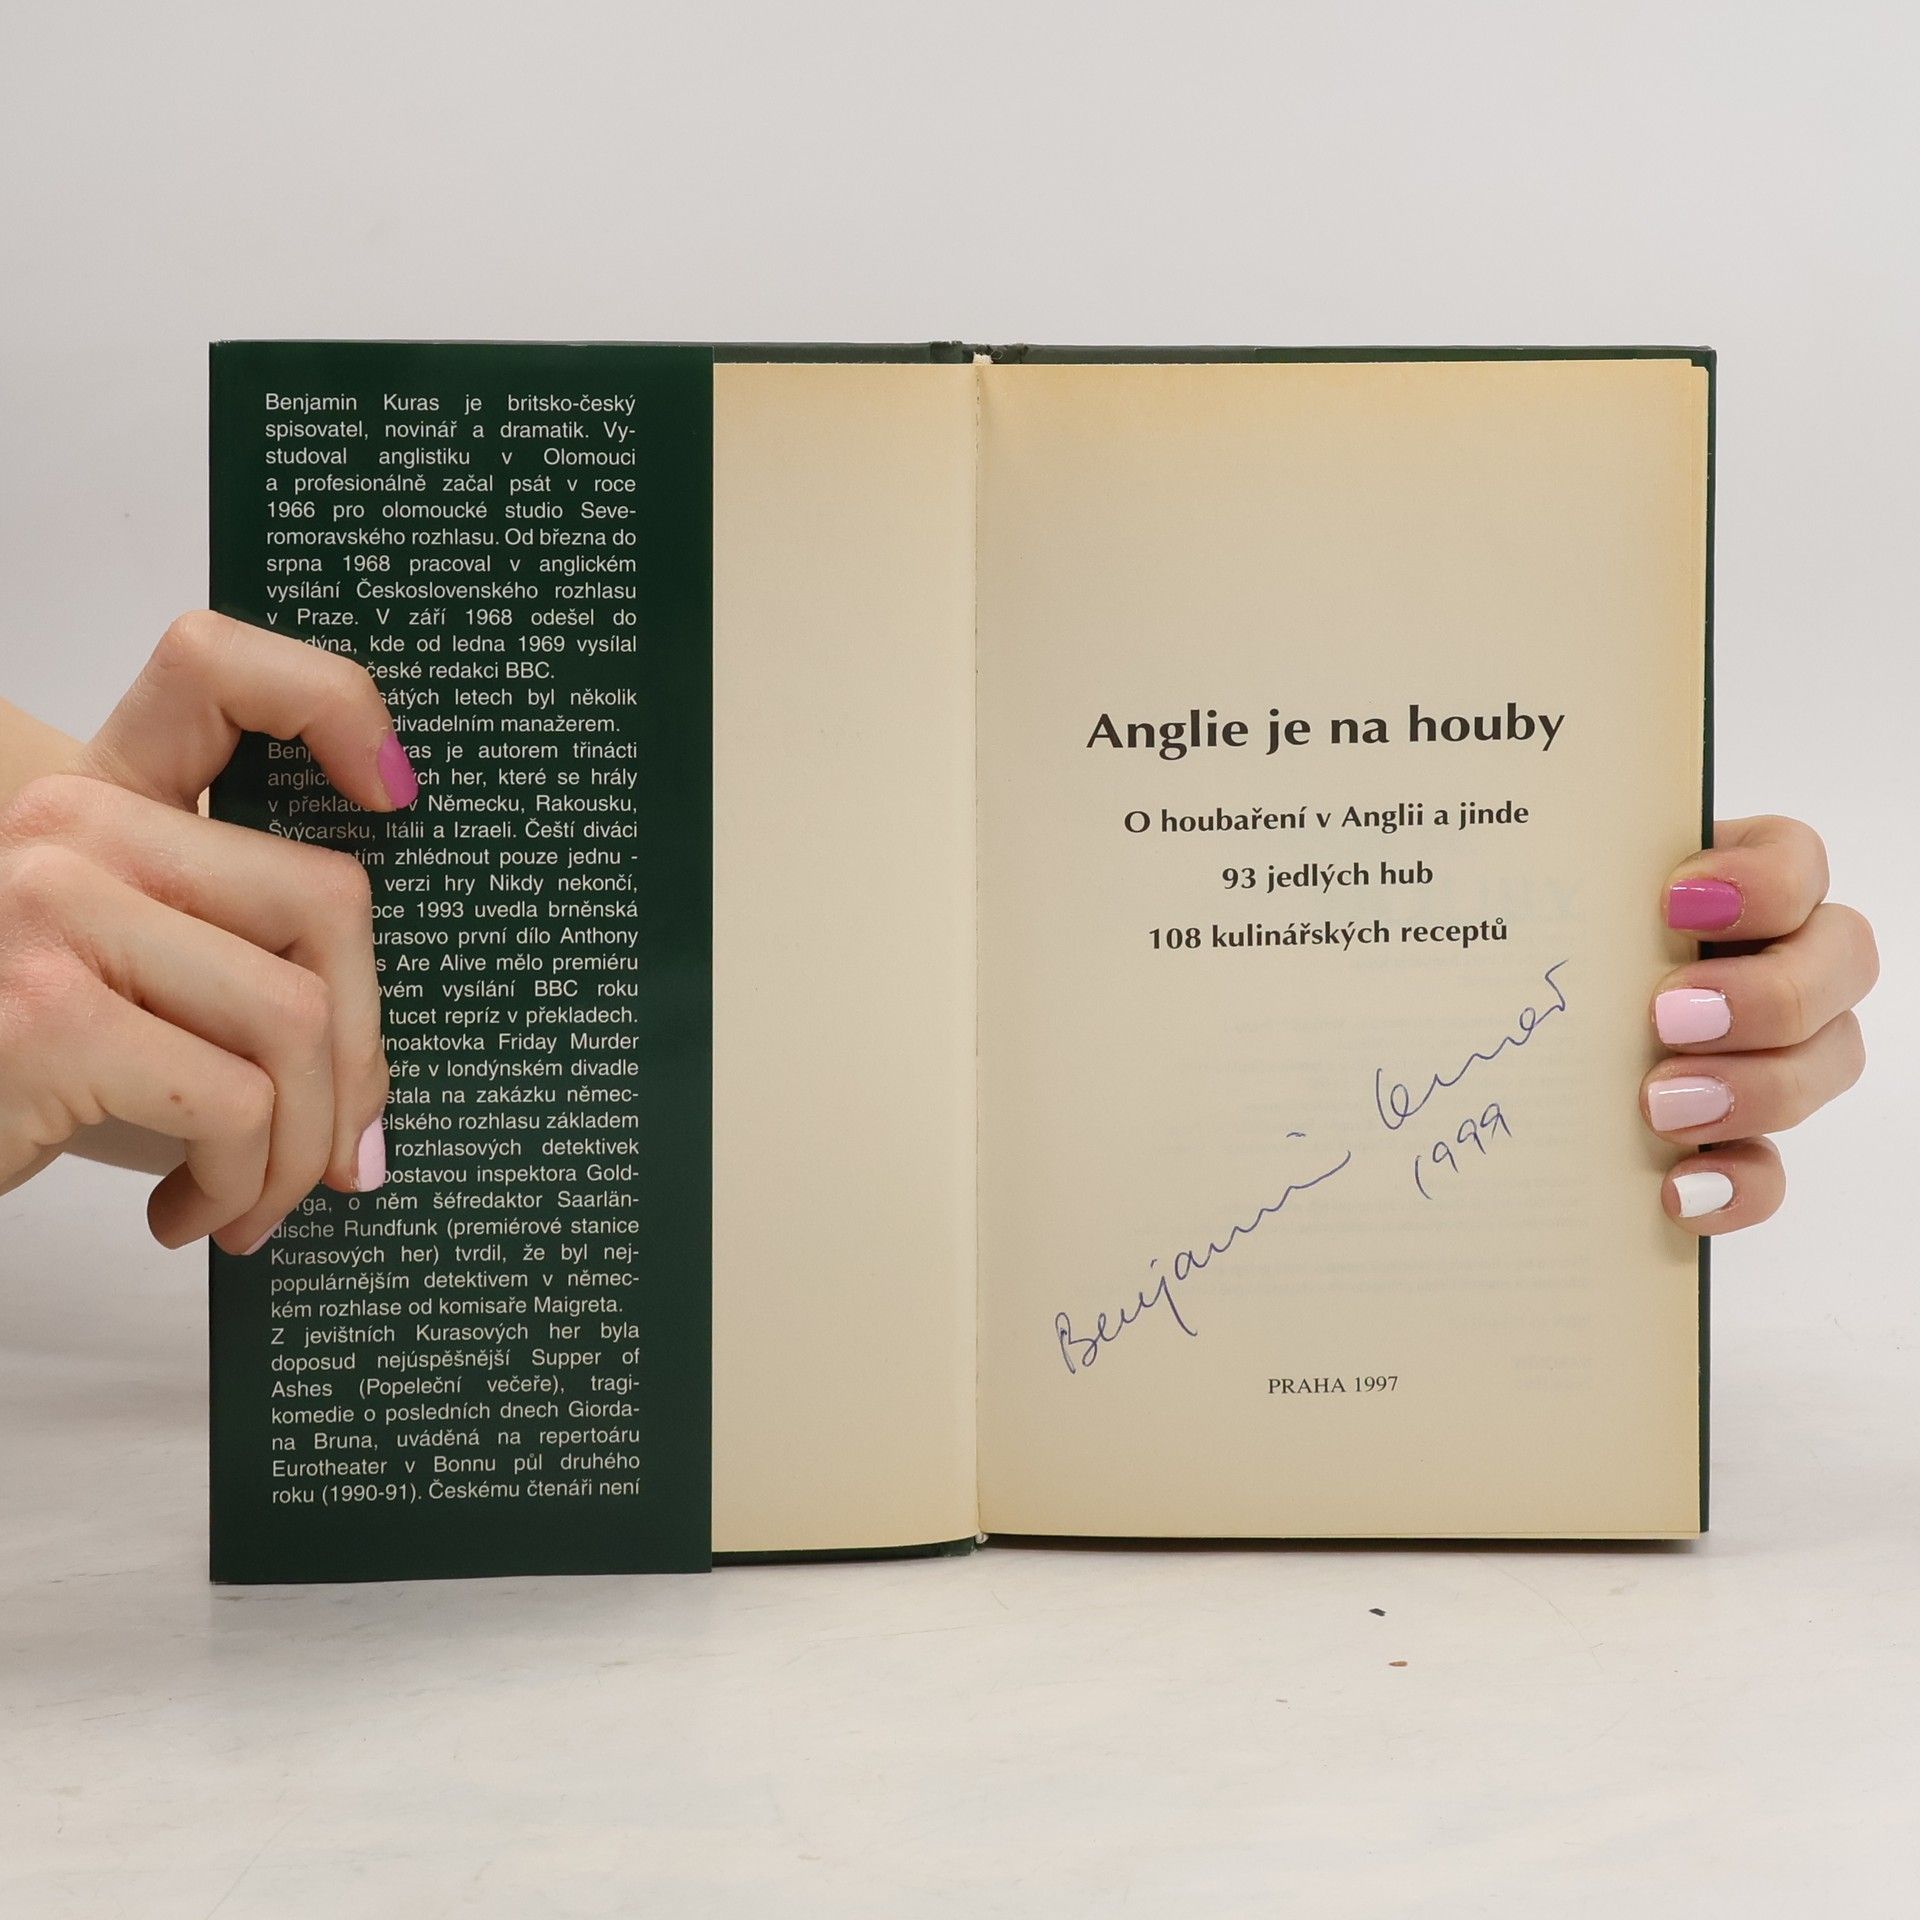 Benjamin Kuras je britsko-český
spisovatel, novinář a dramatik. Vy-
studoval anglistiku v Olomouci
a profesionálně začal psát v roce
1966 pro olomoucké studio Seve-
romoravského rozhlasu. Od března do
srpna 1968 pracoval v anglickém
vysílání Československého rozhlasu
v Praze. V září 1968 odešel do
kde od ledna 1969 vysílal
české redakci BBC.
letech byl několik
divadelním manažerem.
je autorem třinácti
her, které se hrály
v Německu, Rakousku,
Švýcarsku, Itálii a Izraeli. Čeští diváci
zhlédnout pouze jednu -
verzi hry Nikdy nekončí,
1993 uvedla brněnská
první dílo Anthony
Are Alive mělo premiéru
vysílání BBC roku
tucet repríz v překladech.
Friday Murder
v londýnském divadle
na zakázku němec-
rozhlasu základem
rozhlasových detektivek
postavou inspektora Gold-
o něm šéfredaktor Saarlän-
dische Rundfunk (premiérové stanice
Kurasových her) tvrdil, že byl nej-
populárnějším detektivem v němec-
kém rozhlase od komisaře Maigreta.
Z jevištních Kurasových her byla
doposud nejúspěšnější Supper of
Ashes (Popeleční večeře), tragi-
komedie o posledních dnech Giorda-
na Bruna, uváděná na repertoáru
Eurotheater v Bonnu půl druhého
roku (1990-91). Českému čtenáři není
Anglie je na houby
O houbaření v Anglii a jinde
93 jedlých hub
108 kulinářských receptů
Benjamin Kuras
1999
PRAHA 1997